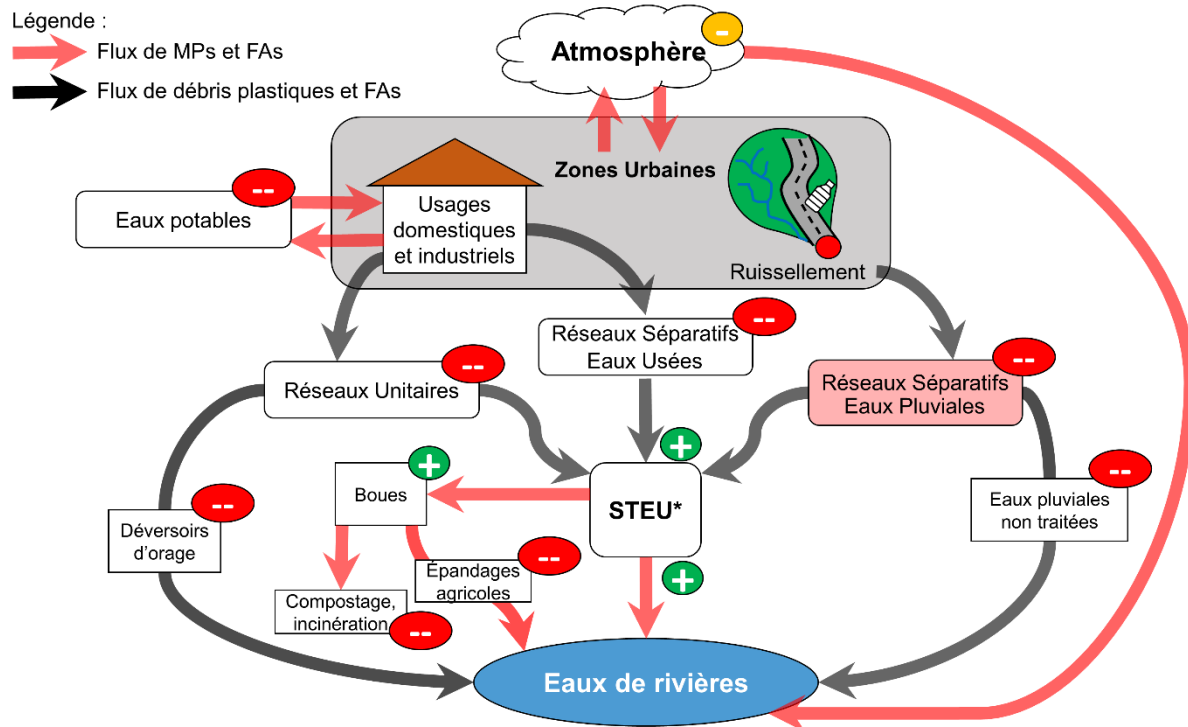 Légende :
Flux de MPs et FAs
Flux de débris plastiques et FAs
Atmosphère
-
Zones Urbaines
Eaux potables
--
Usages
domestiques
et industriels
Ruissellement
Réseaux Séparatifs
Eaux Usées
--
Réseaux Unitaires
--
Réseaux Séparatifs
Eaux Pluviales
--
+
Boues
+
STEU*
Eaux pluviales
non traitées
--
Déversoirs
d'orage
--
Épandages
agricoles
--
+
Compostage,
incinération
--
Eaux de rivières